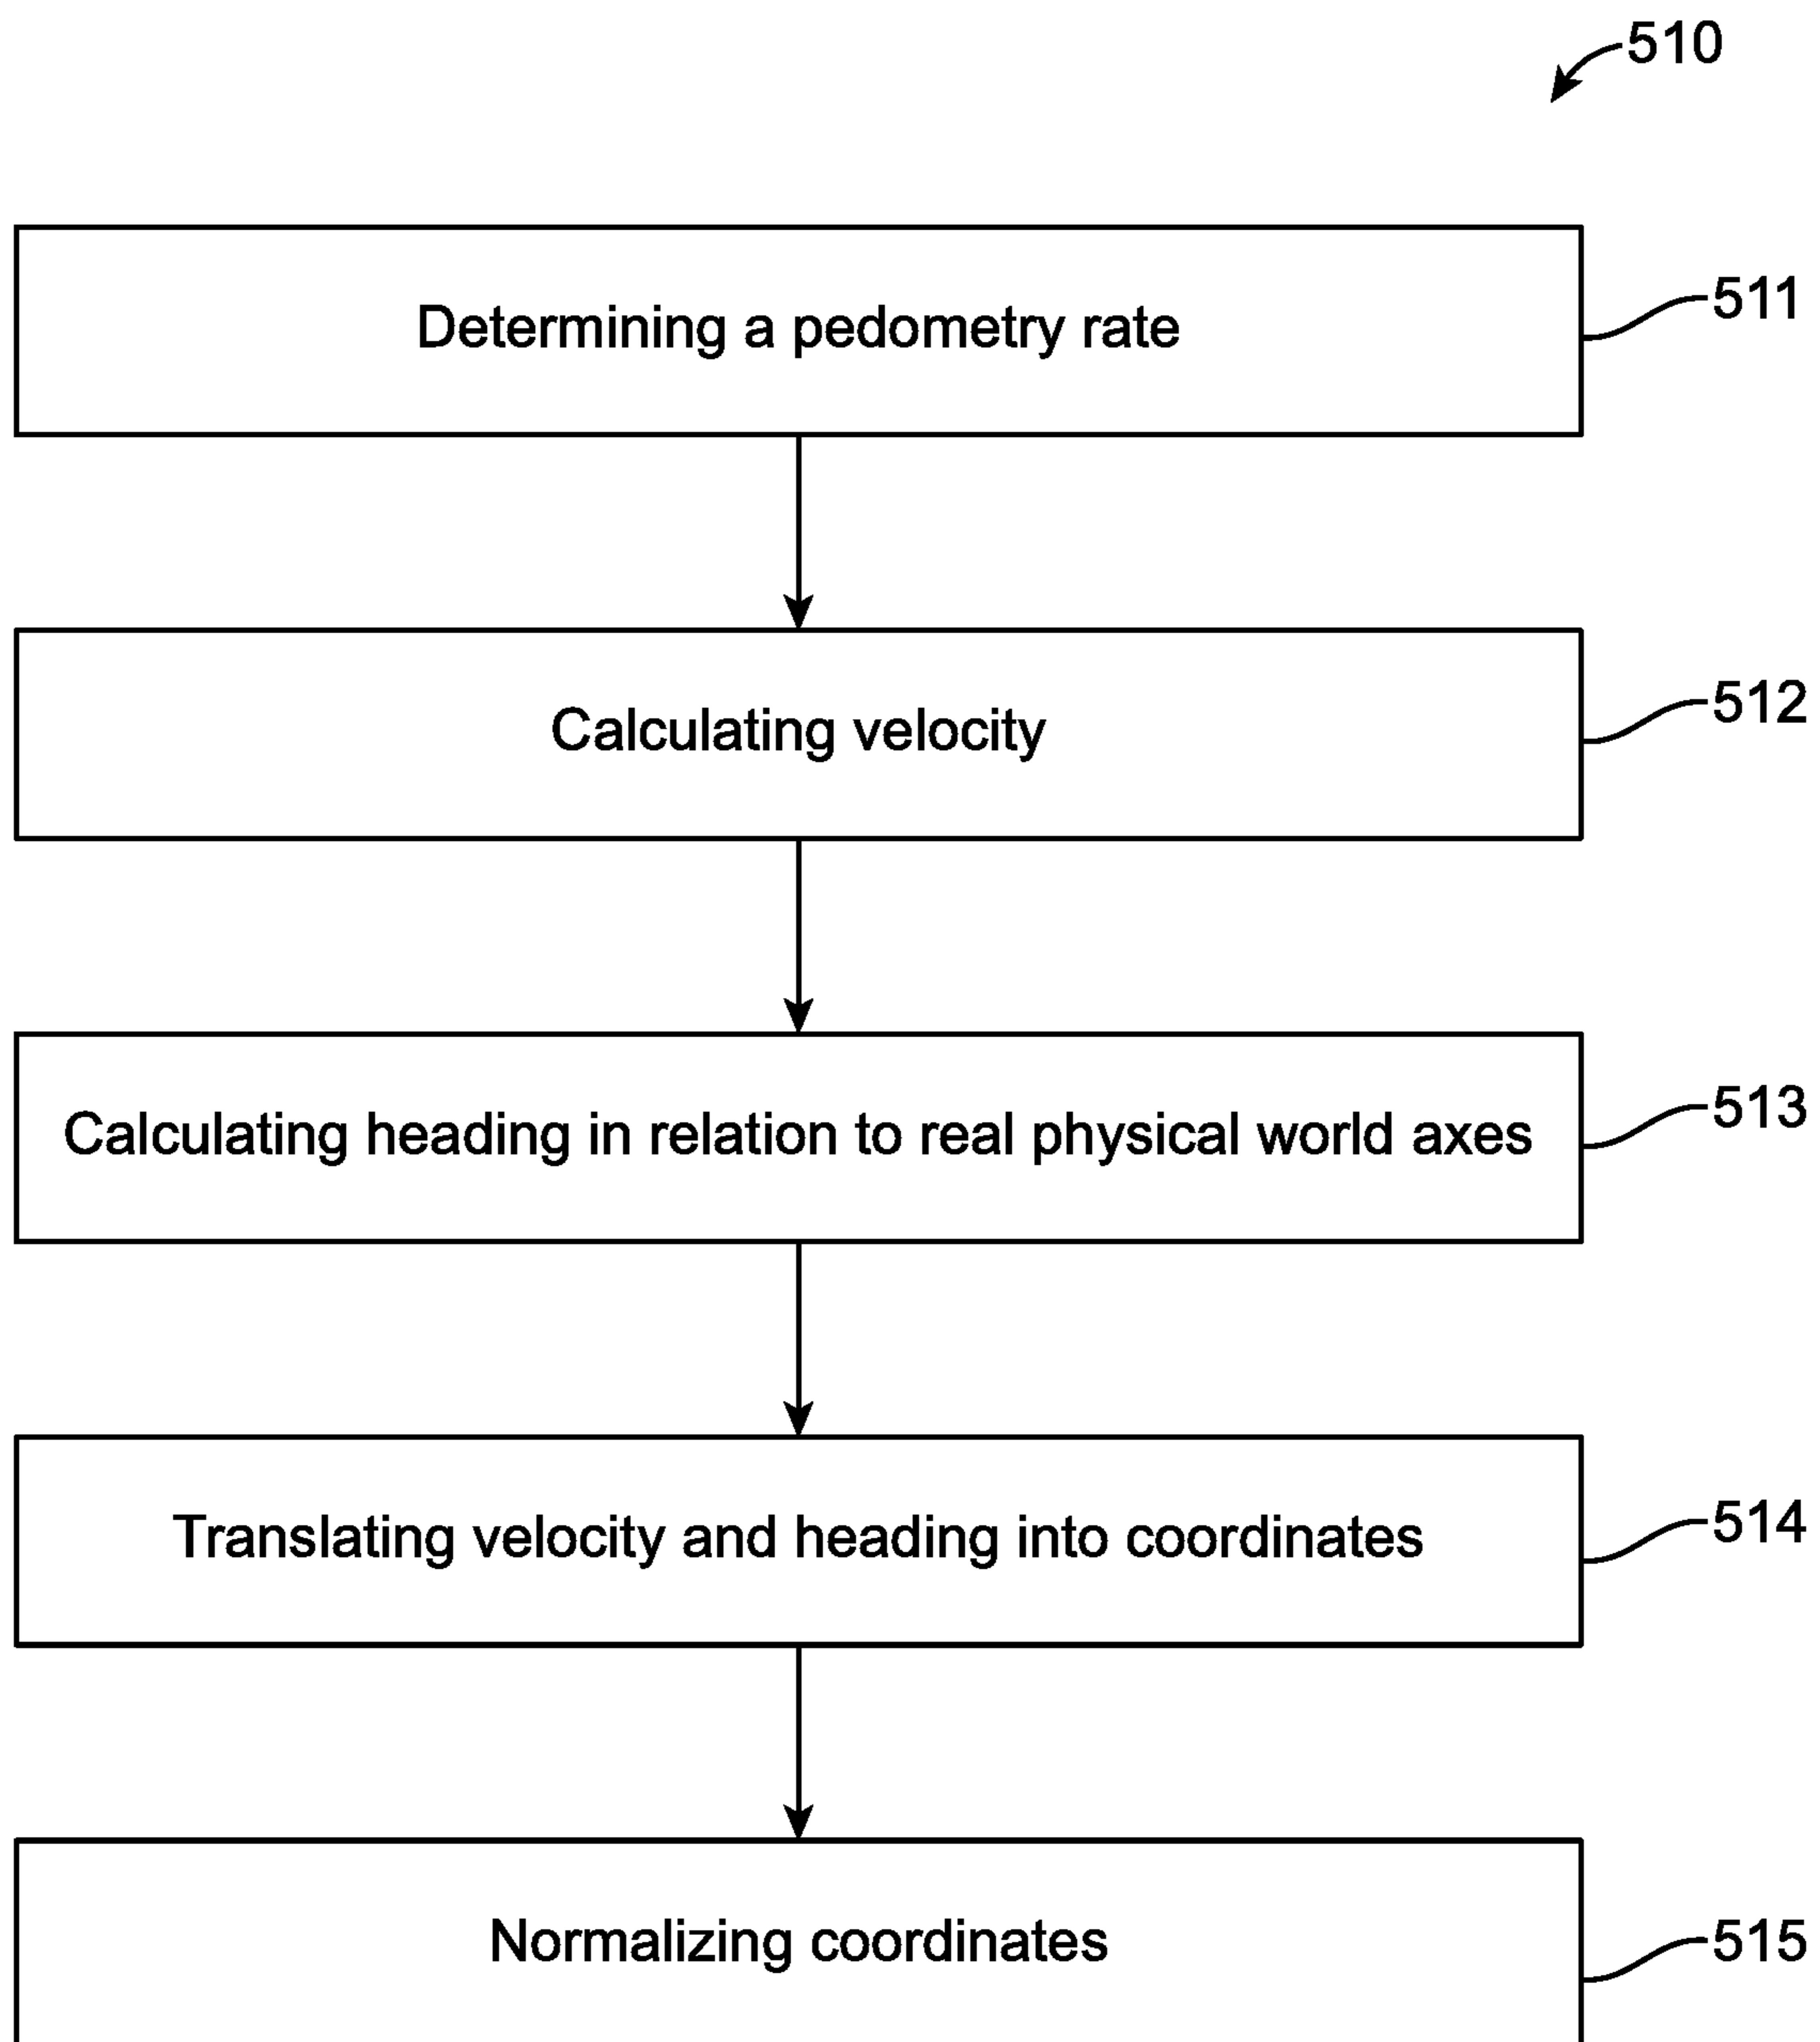 510
Determining a pedometry rate
511
Calculating velocity
512
Calculating heading in relation to real physical world axes
513
Translating velocity and heading into coordinates
514
Normalizing coordinates
515